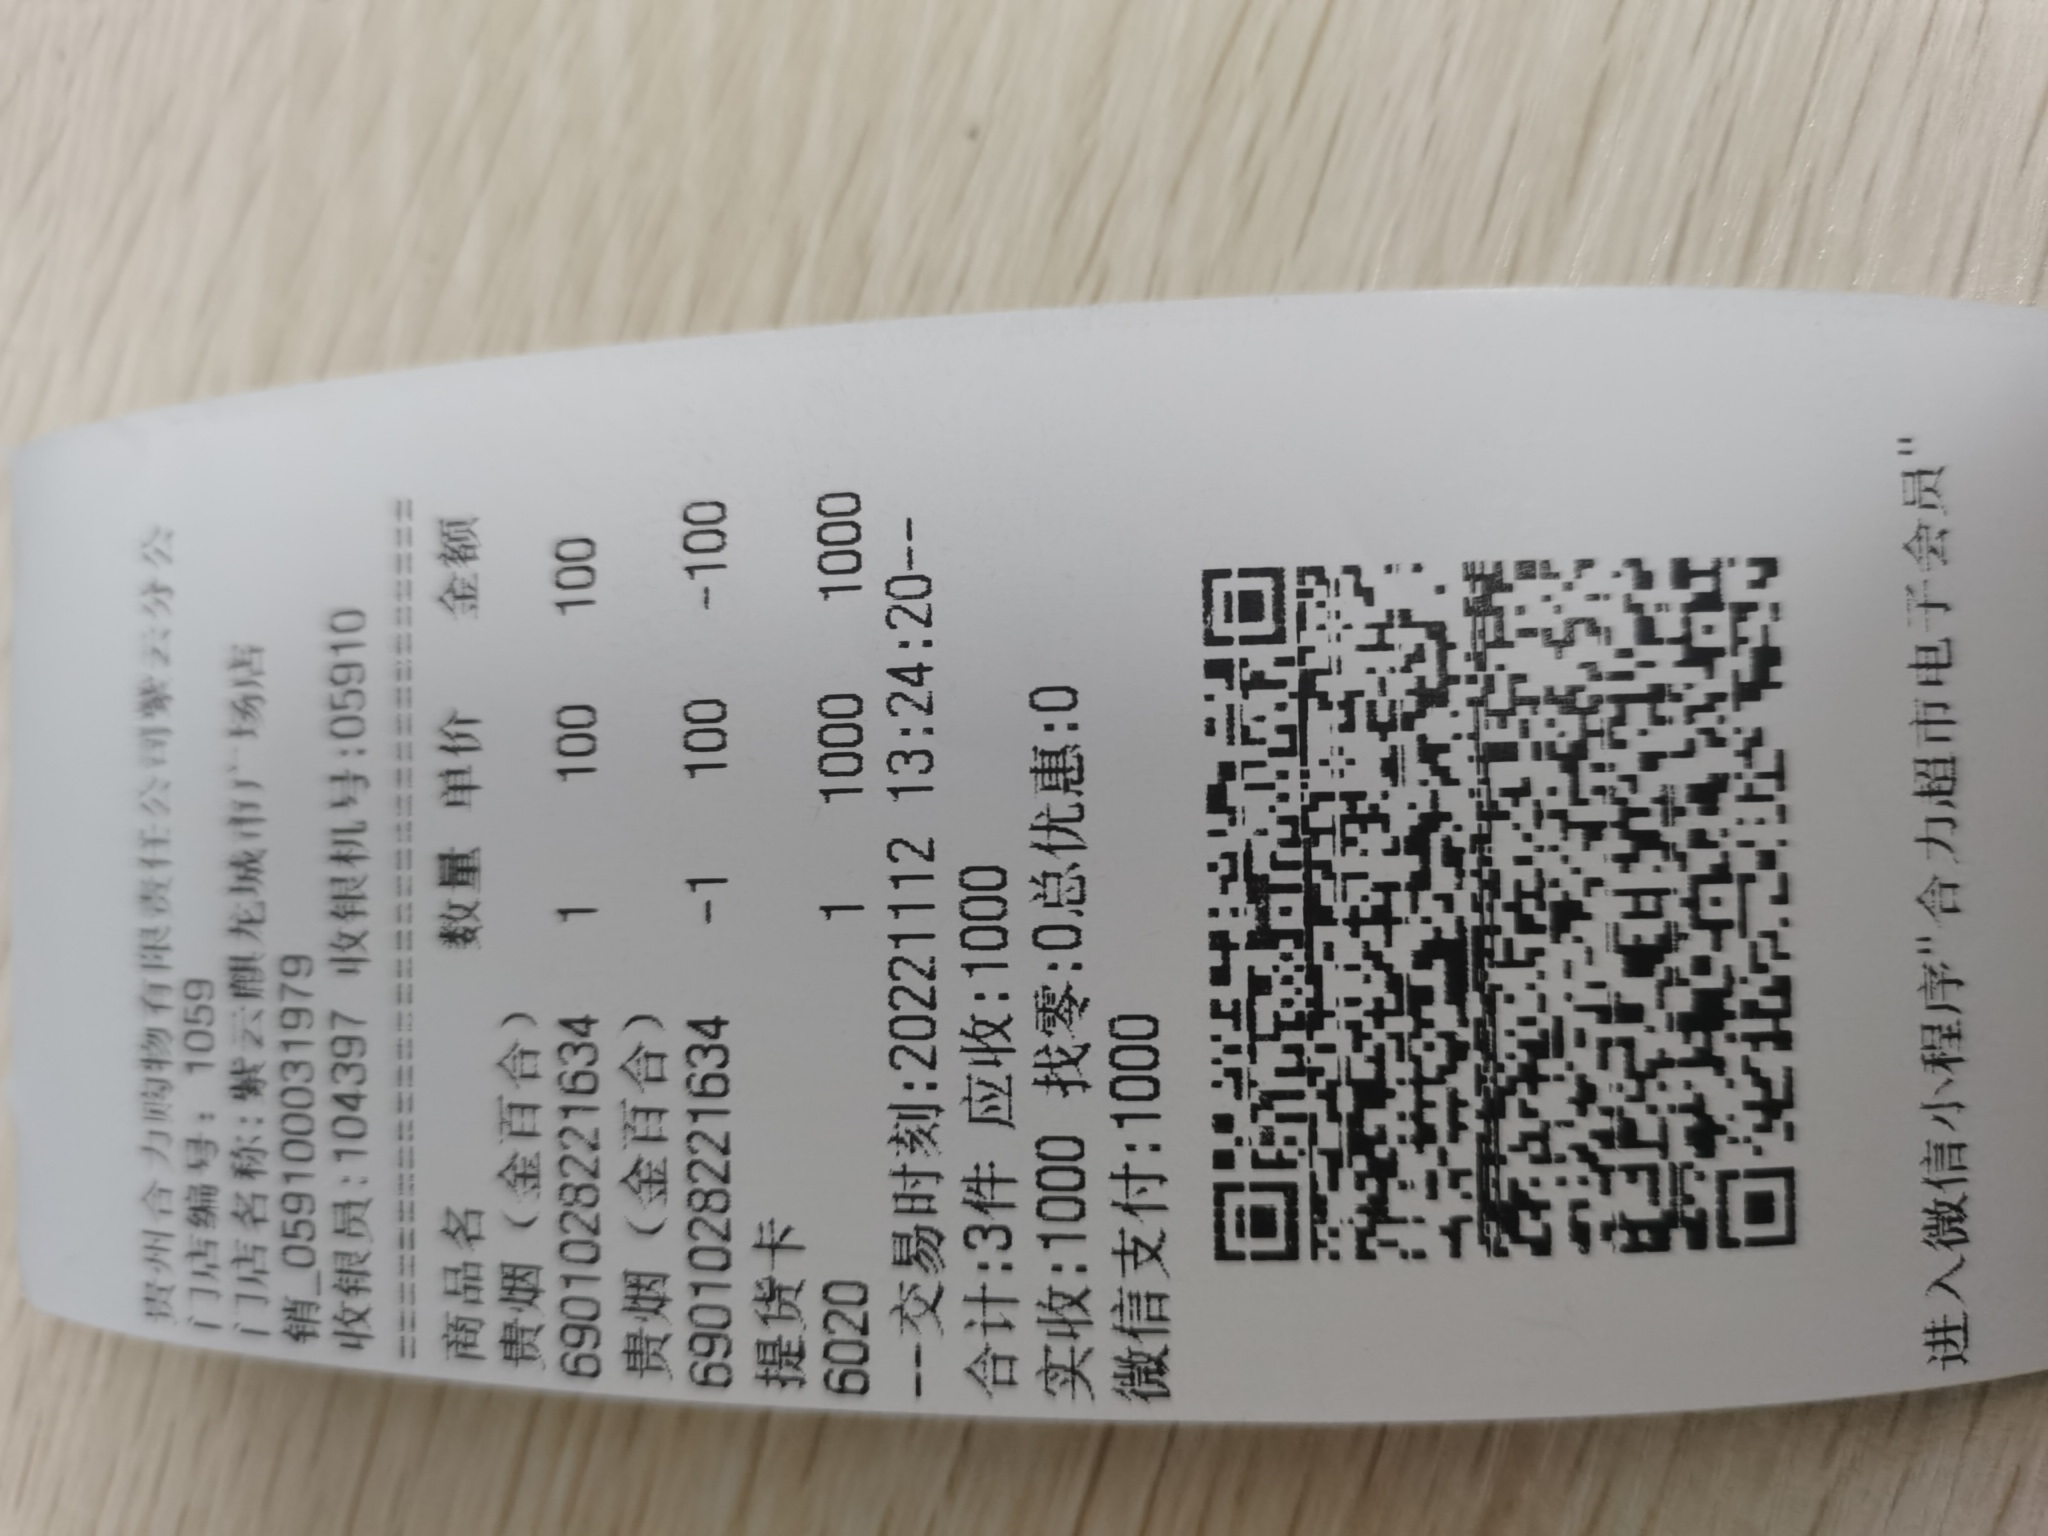 贵州合力购物有限责任公司紫云分公
门店编号: 1059
门店名称:紫云麒龙城市广场店
销_059100031979
收银员:104397 收银机号:05910
================================
商品名 数量 单价 金额
贵烟（金百合）
6901028221634 1 100 100
贵烟（金百合）
6901028221634 -1 100 -100
提货卡
6020 1 1000 1000
--交易时刻:20221112 13:24:20--
合计:3件 应收:1000
实收:1000 找零:0总优惠:0
微信支付:1000
进入微信小程序"合力超市电子会员"